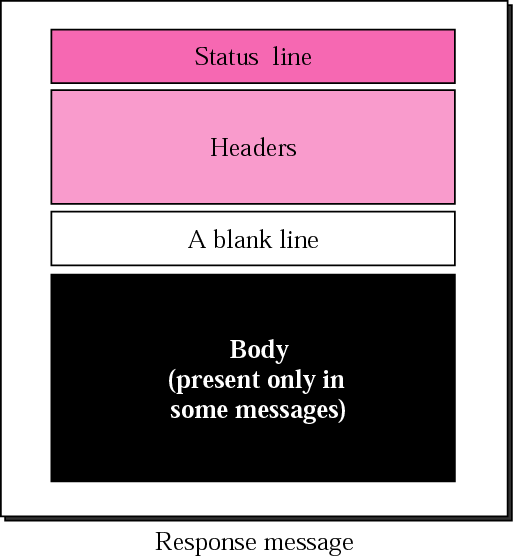 Status line
Headers
A blank line
Body
(present only in
some messages)
Response message